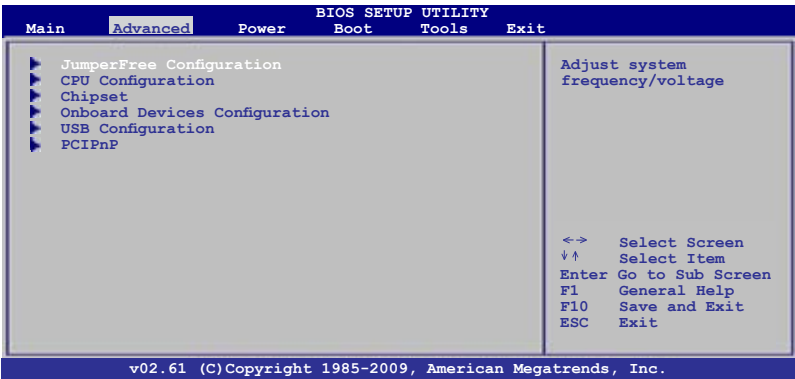 BIOS SETUP UTILITY
Main Advanced Power Boot Tools Exit
JumperFree Configuration
CPU Configuration
Chipset
Onboard Devices Configuration
USB Configuration
PCIPnP
Adjust system
frequency/voltage
←→ Select Screen
↓↑ Select Item
Enter Go to Sub Screen
F1 General Help
F10 Save and Exit
ESC Exit
v02.61 (C)Copyright 1985-2009, American Megatrends, Inc.